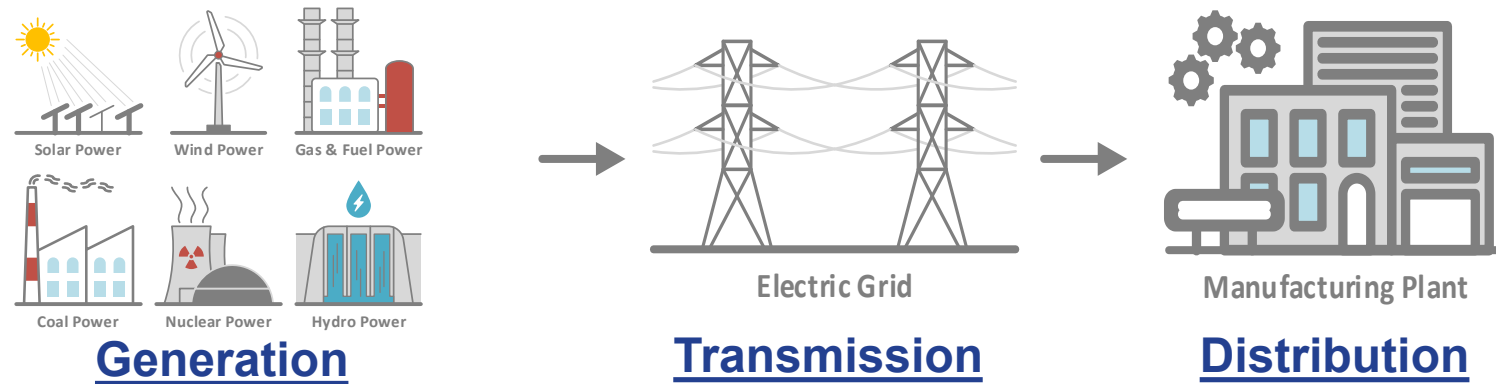 Solar Power
Wind Power
Gas & Fuel Power
Coal Power
Nuclear Power
Hydro Power
Generation
Electric Grid
Transmission
Manufacturing Plant
Distribution